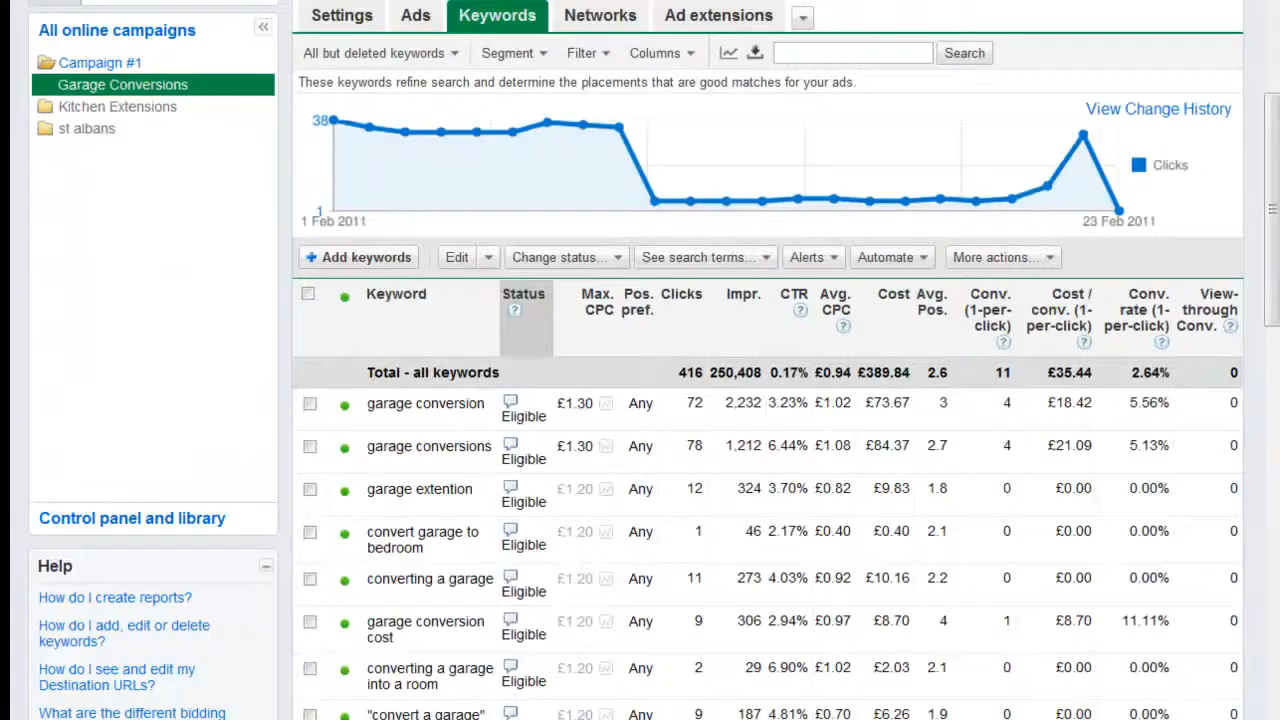 Settings Ads Keywords Networks Ad extensions
All online campaigns
Campaign #1
Garage Conversions
Kitchen Extensions
st albans
All but deleted keywords Segment Filter Columns Search
These keywords refine search and determine the placements that are good matches for your ads.
View Change History
38
Clicks
1
1 Feb 2011 23 Feb 2011
Add keywords Edit Change status... See search terms... Alerts Automate More actions...
Keyword Status ? Max. CPC Pos. pref. Clicks Impr. CTR ? Avg. CPC ? Cost Avg. Pos. Conv. (1-per-click) ? Cost / conv. (1-per-click) ? Conv. rate (1-per-click) ? View-through Conv. ?
Total - all keywords 416 250,408 0.17% £0.94 £389.84 2.6 11 £35.44 2.64% 0
garage conversion Eligible £1.30 Any 72 2,232 3.23% £1.02 £73.67 3 4 £18.42 5.56% 0
garage conversions Eligible £1.30 Any 78 1,212 6.44% £1.08 £84.37 2.7 4 £21.09 5.13% 0
garage extention Eligible £1.20 Any 12 324 3.70% £0.82 £9.83 1.8 0 £0.00 0.00% 0
convert garage to bedroom Eligible £1.20 Any 1 46 2.17% £0.40 £0.40 2.1 0 £0.00 0.00% 0
converting a garage Eligible £1.20 Any 11 273 4.03% £0.92 £10.16 2.2 0 £0.00 0.00% 0
garage conversion cost Eligible £1.20 Any 9 306 2.94% £0.97 £8.70 4 1 £8.70 11.11% 0
converting a garage into a room Eligible £1.20 Any 2 29 6.90% £1.02 £2.03 2.1 0 £0.00 0.00% 0
"convert a garage" £1.20 Any 9 187 4.81% £0.70 £6.26 1.9 0 £0.00 0.00% 0
Control panel and library
Help
How do I create reports?
How do I add, edit or delete
keywords?
How do I see and edit my
Destination URLs?
What are the different bidding